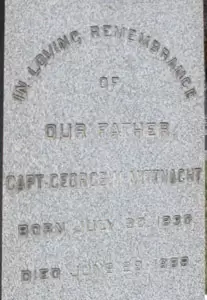 IN LOVING REMEMBRANCE
OF
OUR FATHER
CAPT. GEORGE
BORN JULY
DIED JUNE